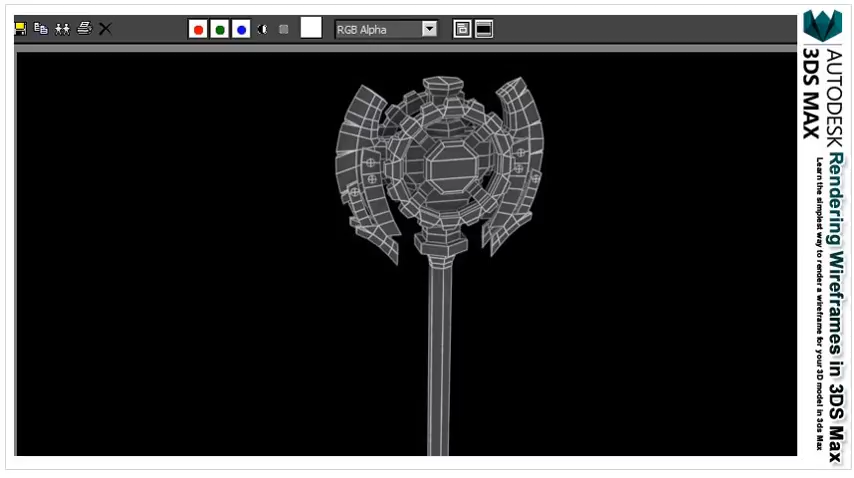 RGB Alpha
AUTODESK
3DS MAX
Rendering Wireframes in 3DS Max
Learn the simplest way to render a wireframe for your 3D model in 3ds Max